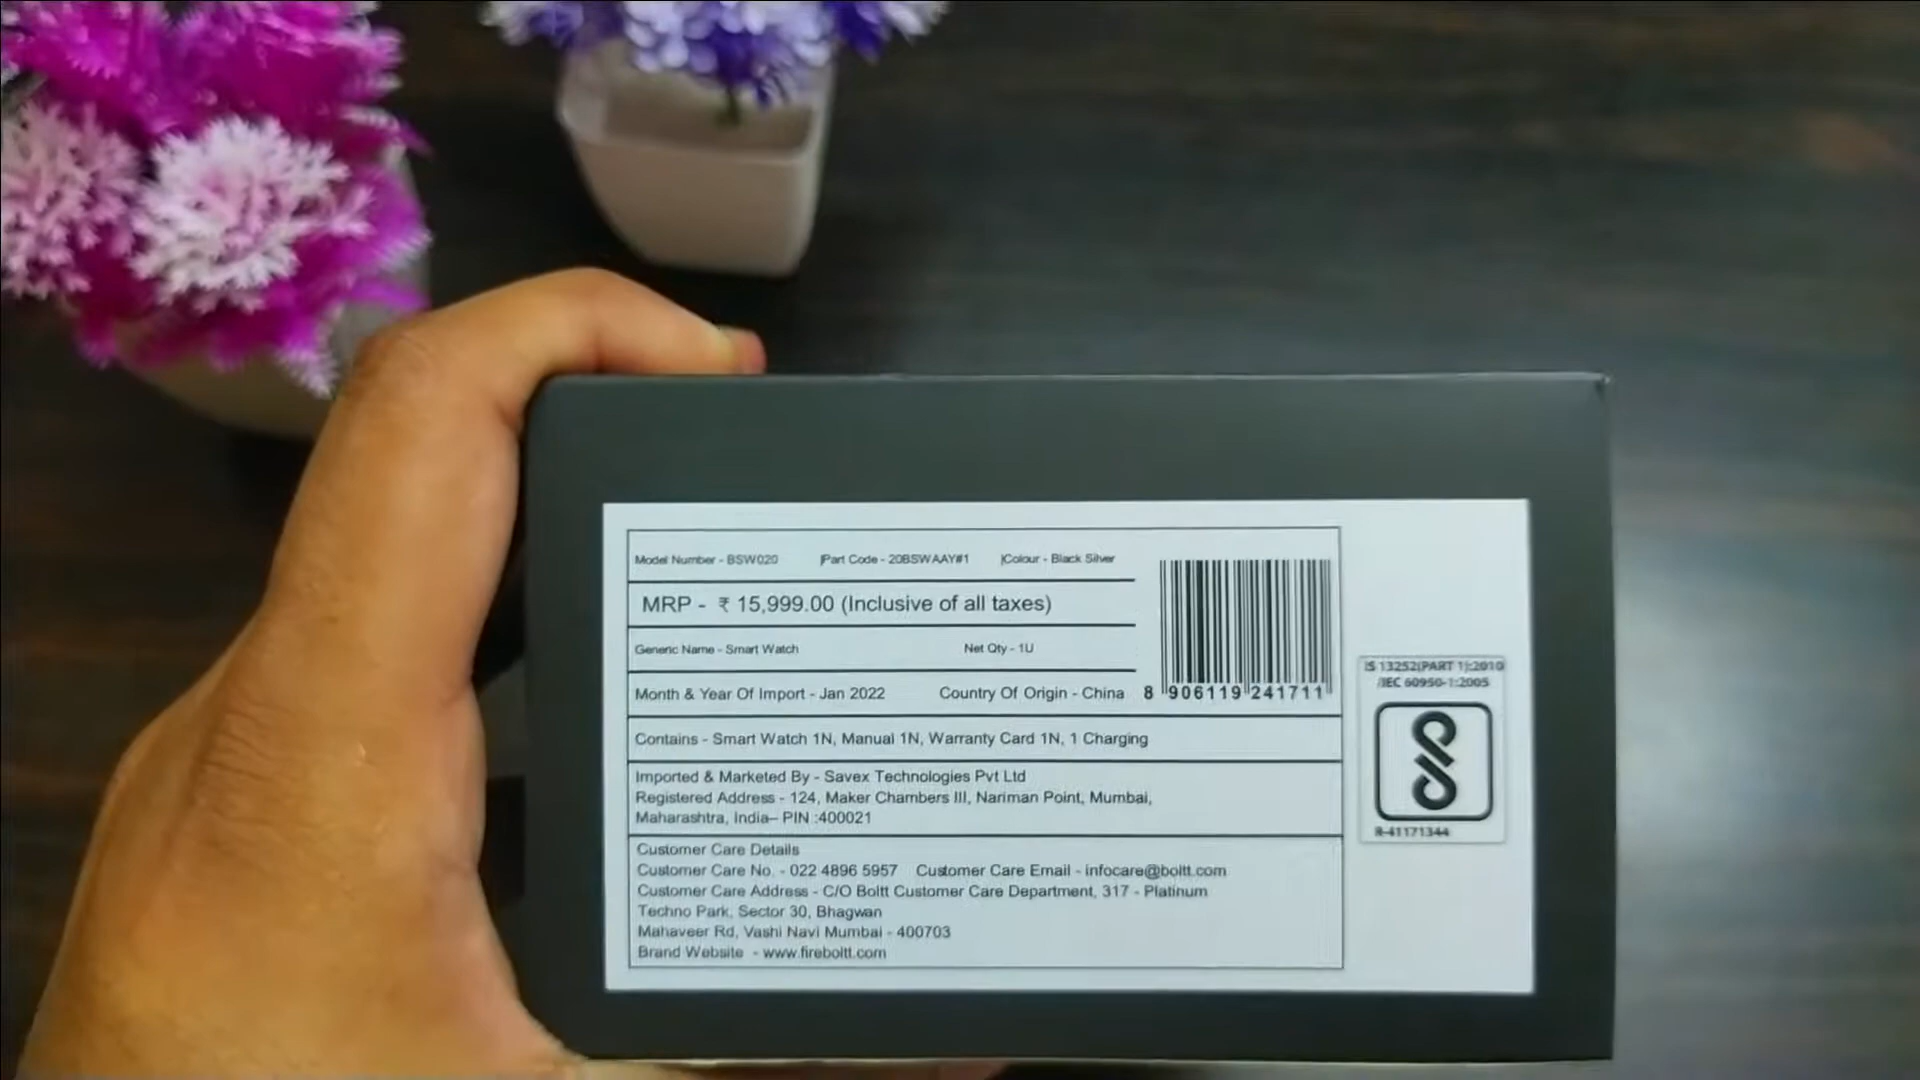 Model Number - BSW020 |Part Code - 20BSWAAY#1 |Colour - Black Silver
MRP - ₹ 15,999.00 (Inclusive of all taxes)
Generic Name - Smart Watch Net Qty - 1U
Month & Year Of Import - Jan 2022 Country Of Origin - China
8 906119 241711
Contains - Smart Watch 1N, Manual 1N, Warranty Card 1N, 1 Charging
Imported & Marketed By - Savex Technologies Pvt Ltd
Registered Address - 124, Maker Chambers III, Nariman Point, Mumbai,
Maharashtra, India– PIN :400021
Customer Care Details
Customer Care No. - 022 4896 5957 Customer Care Email - infocare@boltt.com
Customer Care Address - C/O Boltt Customer Care Department, 317 - Platinum
Techno Park, Sector 30, Bhagwan
Mahaveer Rd, Vashi Navi Mumbai - 400703
Brand Website - www.fireboltt.com
IS 13252(PART 1):2010
/IEC 60950-1:2005
R-41171344